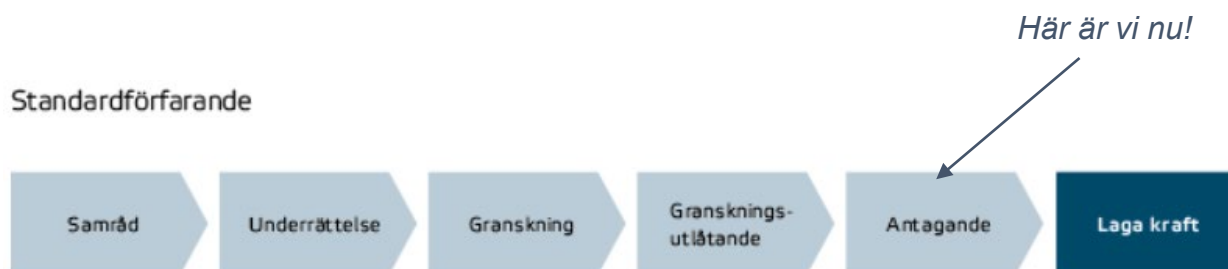 Här är vi nu!
Standardförfarande
Samråd
Underrättelse
Granskning
Gransknings-
utlåtande
Antagande
Laga kraft